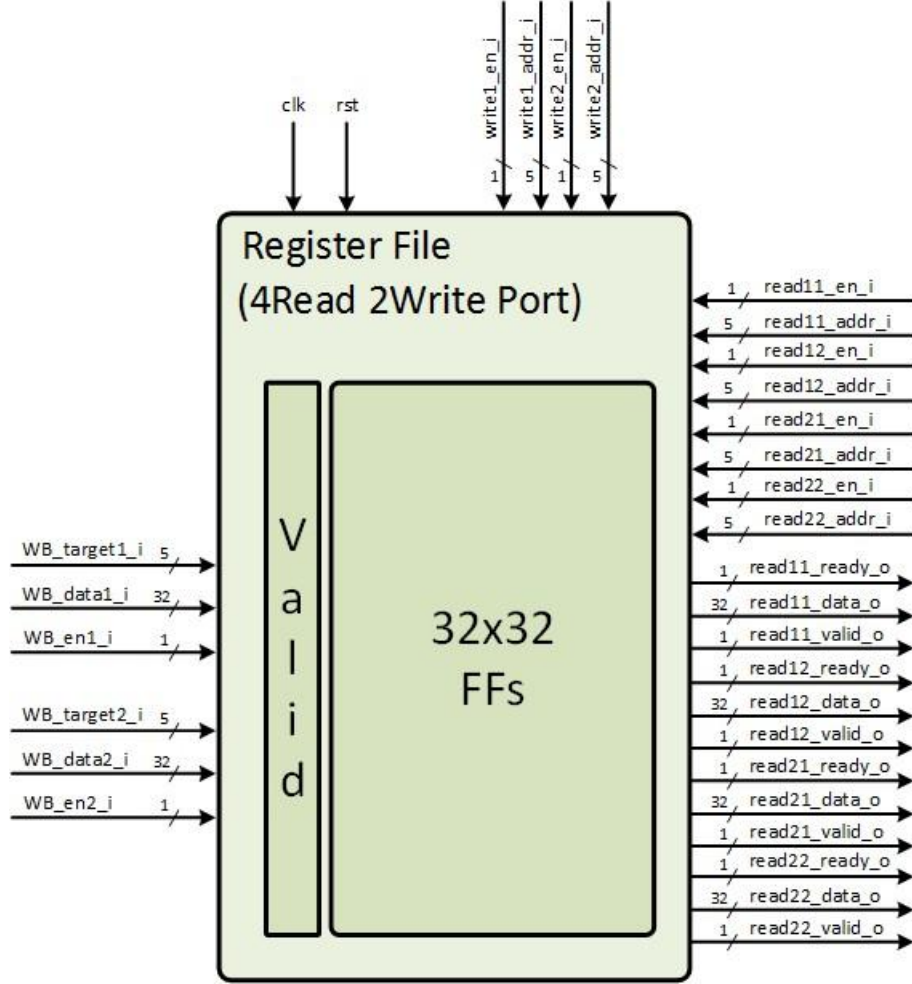 write1_en_i
write1_addr_i
write2_en_i
write2_addr_i
clk
rst
1
5
1
5
Register File
(4Read 2Write Port)
1 read11_en_i
5 read11_addr_i
1 read12_en_i
5 read12_addr_i
1 read21_en_i
5 read21_addr_i
1 read22_en_i
5 read22_addr_i
WB_target1_i 5
WB_data1_i 32
WB_en1_i 1
WB_target2_i 5
WB_data2_i 32
WB_en2_i 1
Valid
32x32
FFs
1 read11_ready_o
32 read11_data_o
1 read11_valid_o
1 read12_ready_o
32 read12_data_o
1 read12_valid_o
1 read21_ready_o
32 read21_data_o
1 read21_valid_o
1 read22_ready_o
32 read22_data_o
1 read22_valid_o